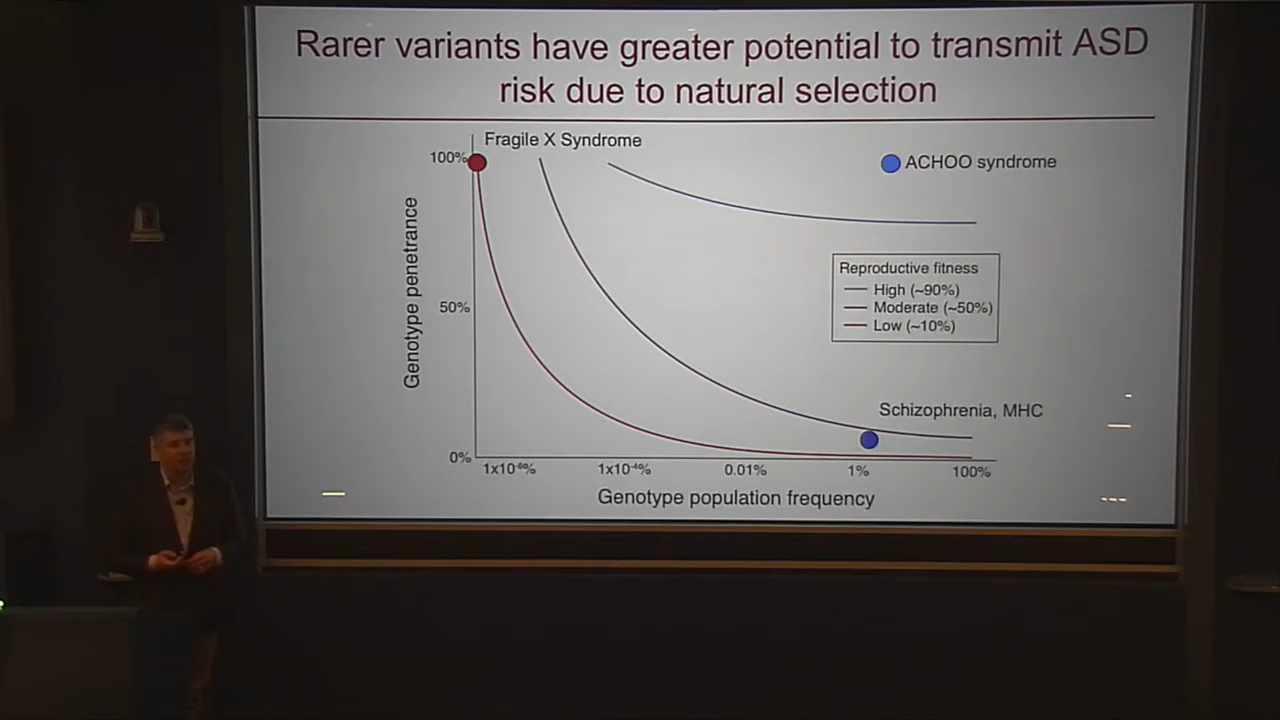 Rarer variants have greater potential to transmit ASD
risk due to natural selection
Fragile X Syndrome
100%
ACHOO syndrome
Genotype penetrance
Reproductive fitness
High (~90%)
50%
Moderate (~50%)
Low (~10%)
Schizophrenia, MHC
0%
1x10⁻⁶% 1x10⁻⁴% 0.01% 1% 100%
Genotype population frequency